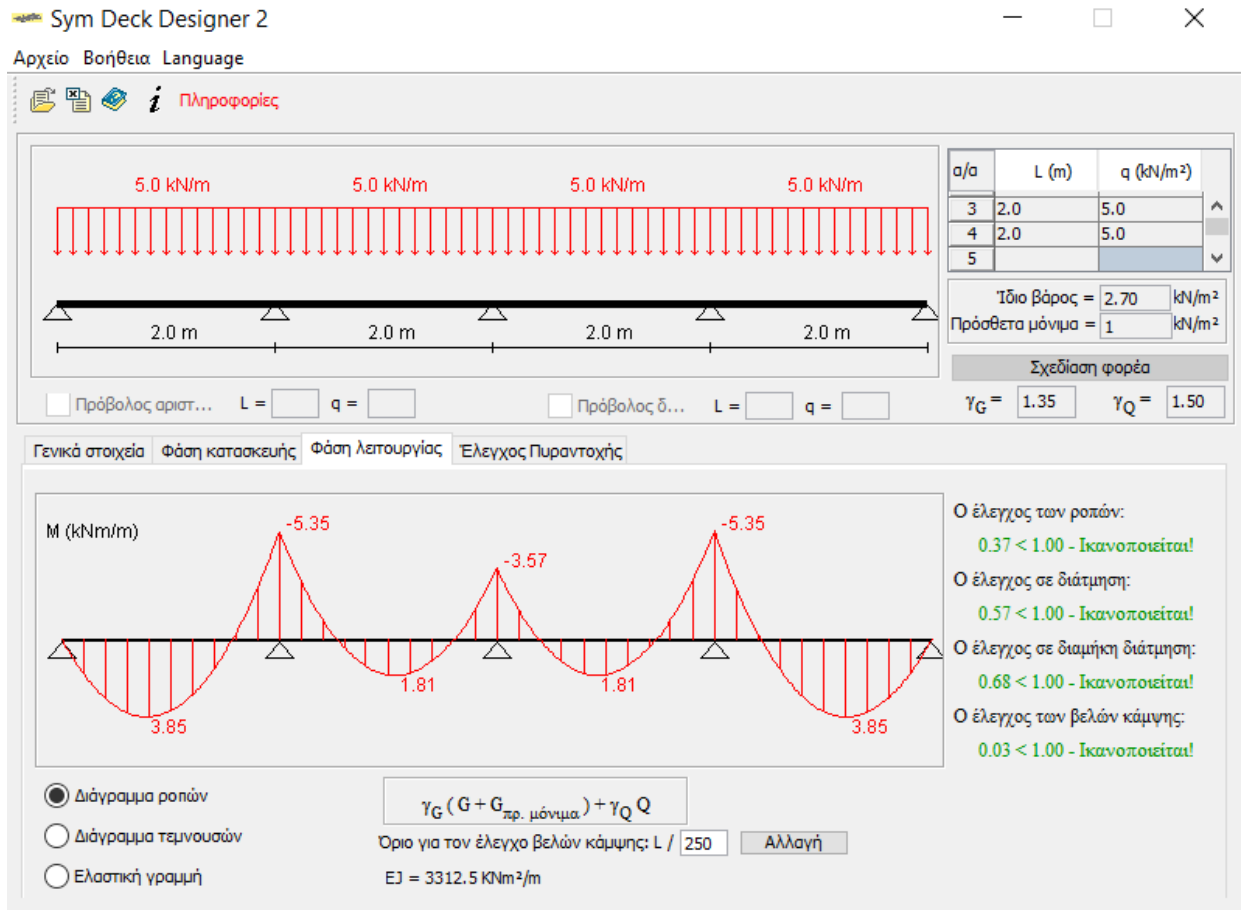 Sym Deck Designer 2
Αρχείο Βοήθεια Language
i Πληροφορίες
5.0 kN/m 5.0 kN/m 5.0 kN/m 5.0 kN/m
2.0 m 2.0 m 2.0 m 2.0 m
Πρόβολος αριστ... L = q = Πρόβολος δ... L = q =
α/α L (m) q (kN/m²)
3 2.0 5.0
4 2.0 5.0
5
Ίδιο βάρος = 2.70 kN/m²
Πρόσθετα μόνιμα = 1 kN/m²
Σχεδίαση φορέα
γG = 1.35 γQ = 1.50
Γενικά στοιχεία Φάση κατασκευής Φάση λειτουργίας Έλεγχος Πυραντοχής
M (kNm/m)
-5.35 -3.57 -5.35
3.85 1.81 1.81 3.85
Ο έλεγχος των ροπών:
0.37 < 1.00 - Ικανοποιείται!
Ο έλεγχος σε διάτμηση:
0.57 < 1.00 - Ικανοποιείται!
Ο έλεγχος σε διαμήκη διάτμηση:
0.68 < 1.00 - Ικανοποιείται!
Ο έλεγχος των βελών κάμψης:
0.03 < 1.00 - Ικανοποιείται!
Διάγραμμα ροπών
Διάγραμμα τεμνουσών
Ελαστική γραμμή
γG ( G + Gπρ. μόνιμα ) + γQ Q
Όριο για τον έλεγχο βελών κάμψης: L / 250 Αλλαγή
EJ = 3312.5 KNm²/m